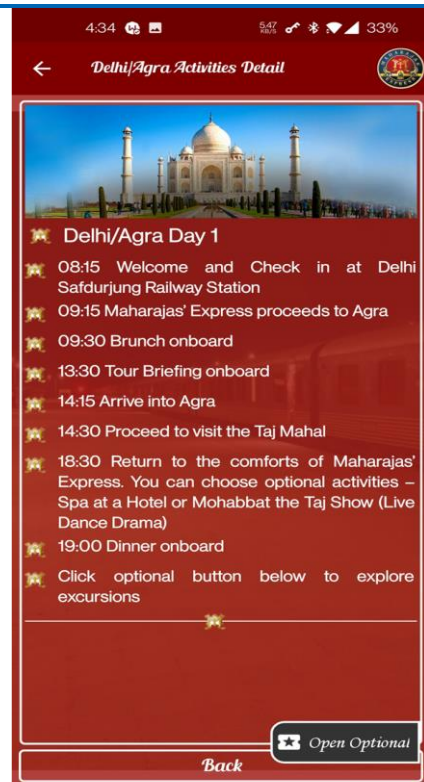 4:34
5.47 KB/S
33%
Delhi/Agra Activities Detail
Delhi/Agra Day 1
08:15 Welcome and Check in at Delhi
Safdurjung Railway Station
09:15 Maharajas' Express proceeds to Agra
09:30 Brunch onboard
13:30 Tour Briefing onboard
14:15 Arrive into Agra
14:30 Proceed to visit the Taj Mahal
18:30 Return to the comforts of Maharajas'
Express. You can choose optional activities –
Spa at a Hotel or Mohabbat the Taj Show (Live
Dance Drama)
19:00 Dinner onboard
Click optional button below to explore
excursions
Open Optional
Back